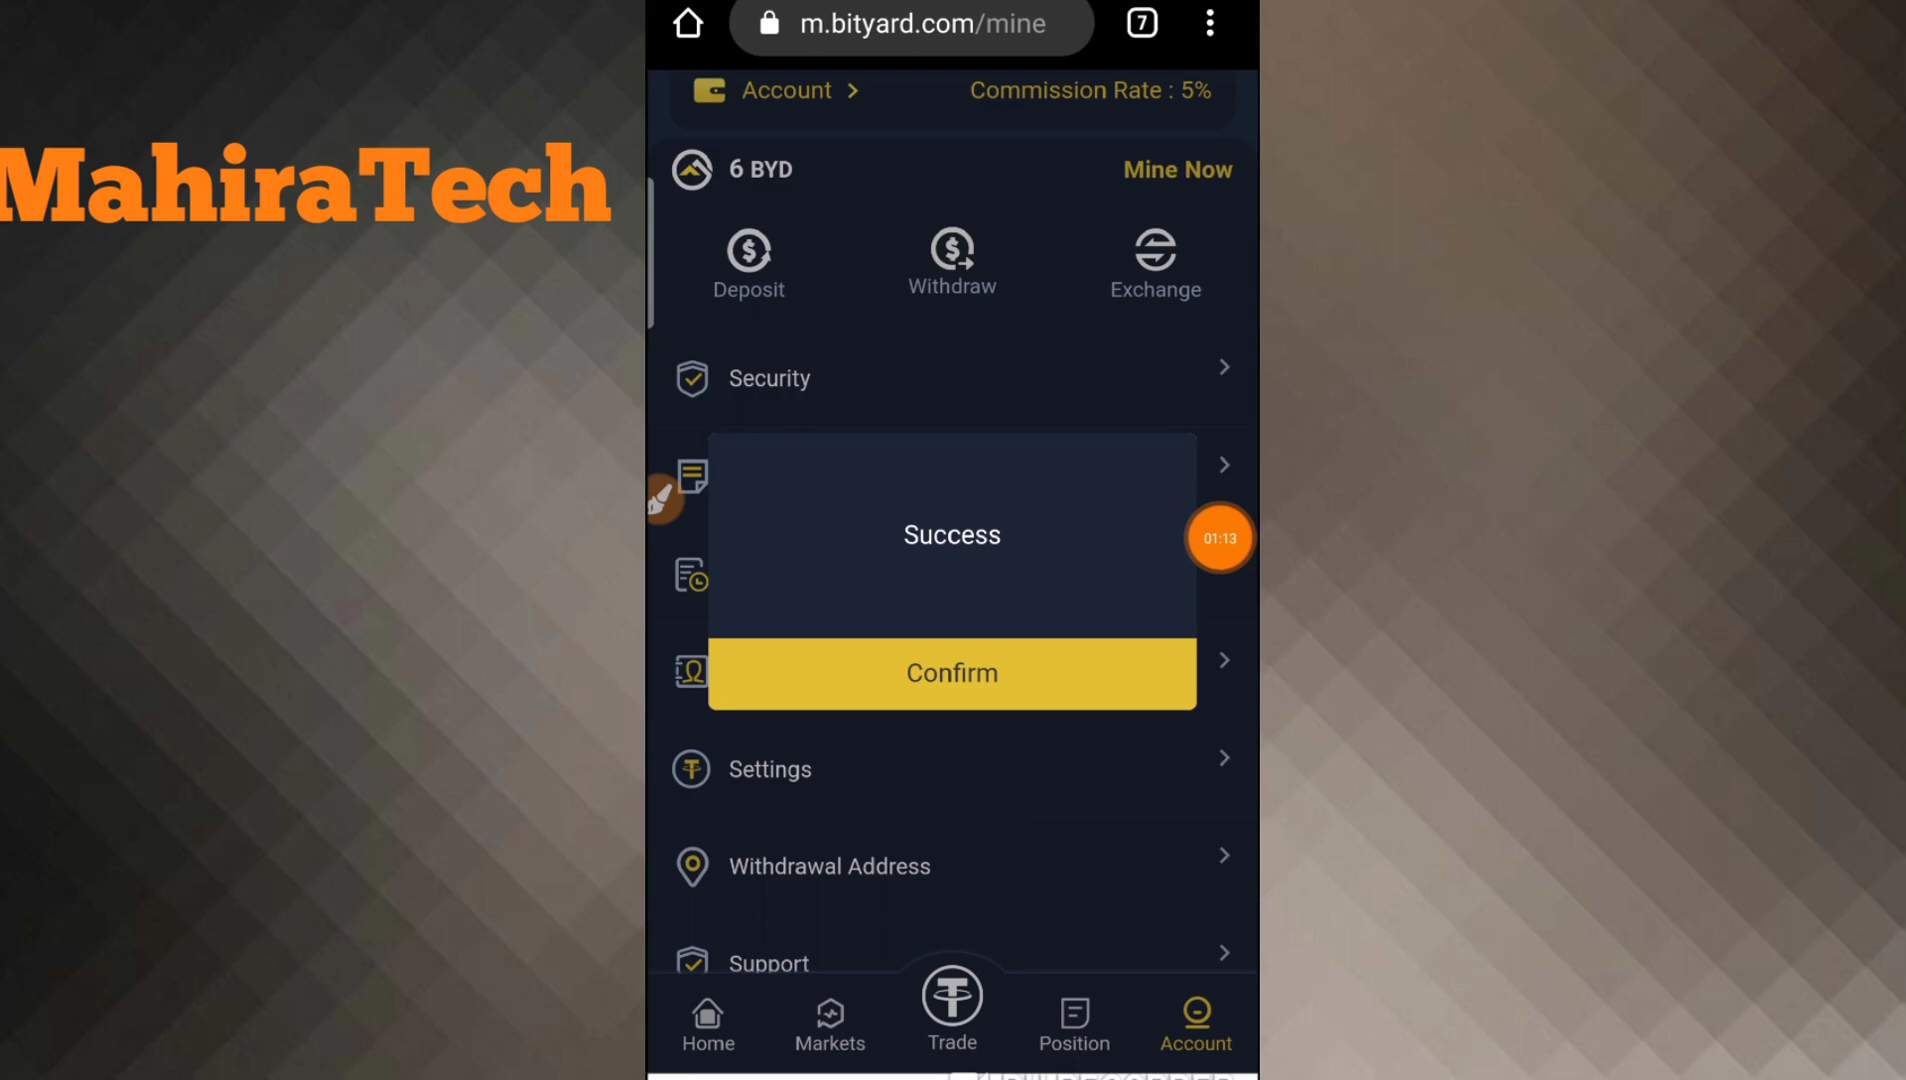 m.bityard.com/mine
7
Account
Commission Rate : 5%
MahiraTech
6 BYD
Mine Now
Deposit
Withdraw
Exchange
Security
Success
01:13
Confirm
Settings
Withdrawal Address
Support
Home
Markets
Trade
Position
Account